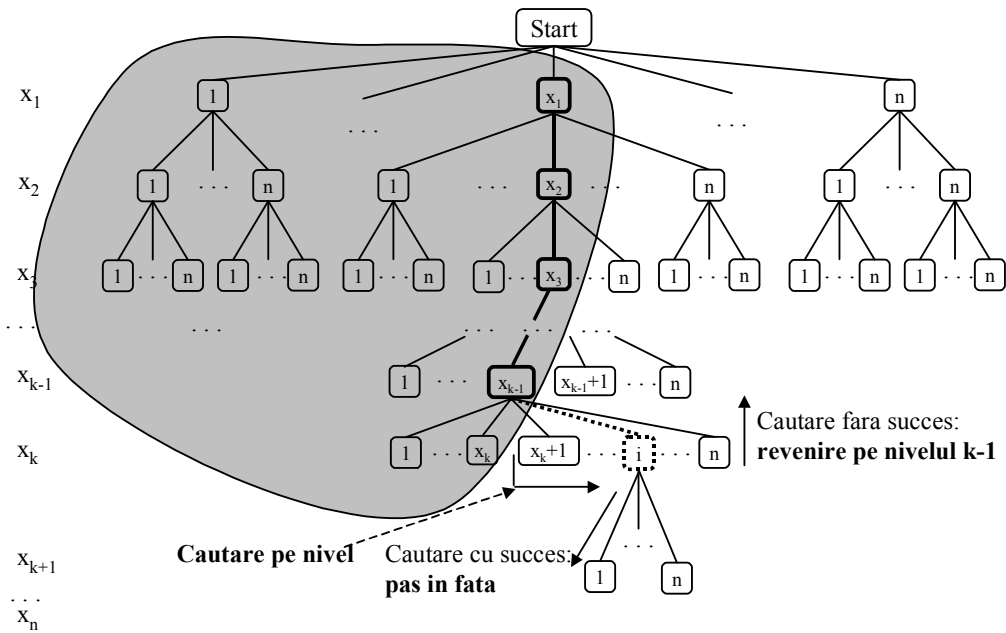 Start
x1 1 x1 n
. . . . . .
x2 1 . . . n 1 . . . x2 . . . n 1 . . . n
x3 1 . . . n 1 . . . n 1 . . . n 1 . . . x3 . . . n 1 . . . n 1 . . . n 1 . . . n
. . . . . . . . . . . .
xk-1 1 . . . xk-1 xk-1+1 . . . n
Cautare fara succes:
revenire pe nivelul k-1
xk 1 . . . xk xk+1 . . . i . . . n
Cautare pe nivel
Cautare cu succes:
pas in fata
. . .
xk+1 1 n
. . .
xn